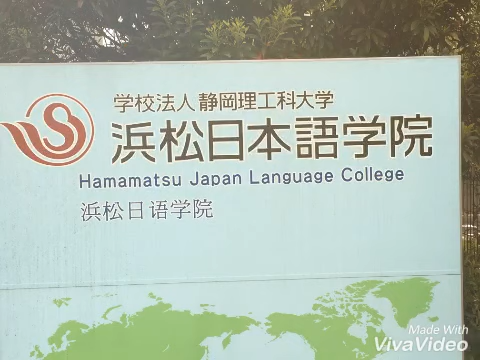 学校法人 静岡理工科大学
浜松日本語学院
Hamamatsu Japan Language College
浜松日语学院
Made With
VivaVideo